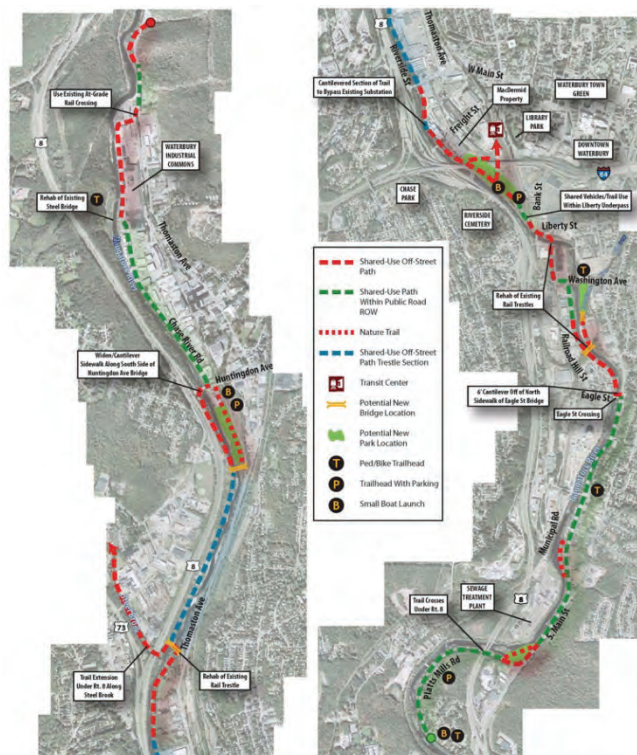 8
Use Existing At-Grade
Rail Crossing
8
WATERBURY
INDUSTRIAL
COMMONS
T
Rehab of Existing
Steel Bridge
Thomaston Ave
Chase River Rd
Widen/Cantilever
Sidewalk Along South Side of
Huntingdon Ave Bridge
Huntingdon Ave
B
P
8
Thomaston Ave
73
Trail Extension
Under Rt. 8 Along
Steel Brook
Rehab of Existing
Rail Trestle
Riverside St
Thomaston Ave
Cantilevered Section of Trail
to Bypass Existing Substation
W Main St
MacDermid
Property
WATERBURY TOWN
GREEN
Freight St
LIBRARY
PARK
DOWNTOWN
WATERBURY
84
CHASE
PARK
B
P
Bank St
Shared Vehicles/Trail Use
Within Liberty Underpass
RIVERSIDE
CEMETERY
Liberty St
T
Washington Ave
Rehab of Existing
Rail Trestles
Railroad Hill St
6' Cantilever Off of North
Sidewalk of Eagle St Bridge
Eagle St
Eagle St Crossing
T
Municipal Rd
SEWAGE
TREATMENT
PLANT
8
Trail Crosses
Under Rt. 8
S. Main St
Platts Mills Rd
P
B
T
Shared-Use Off-Street
Path
Shared-Use Path
Within Public Road
ROW
Nature Trail
Shared-Use Off-Street
Path Trestle Section
Transit Center
Potential New
Bridge Location
Potential New
Park Location
T
Ped/Bike Trailhead
P
Trailhead With Parking
B
Small Boat Launch